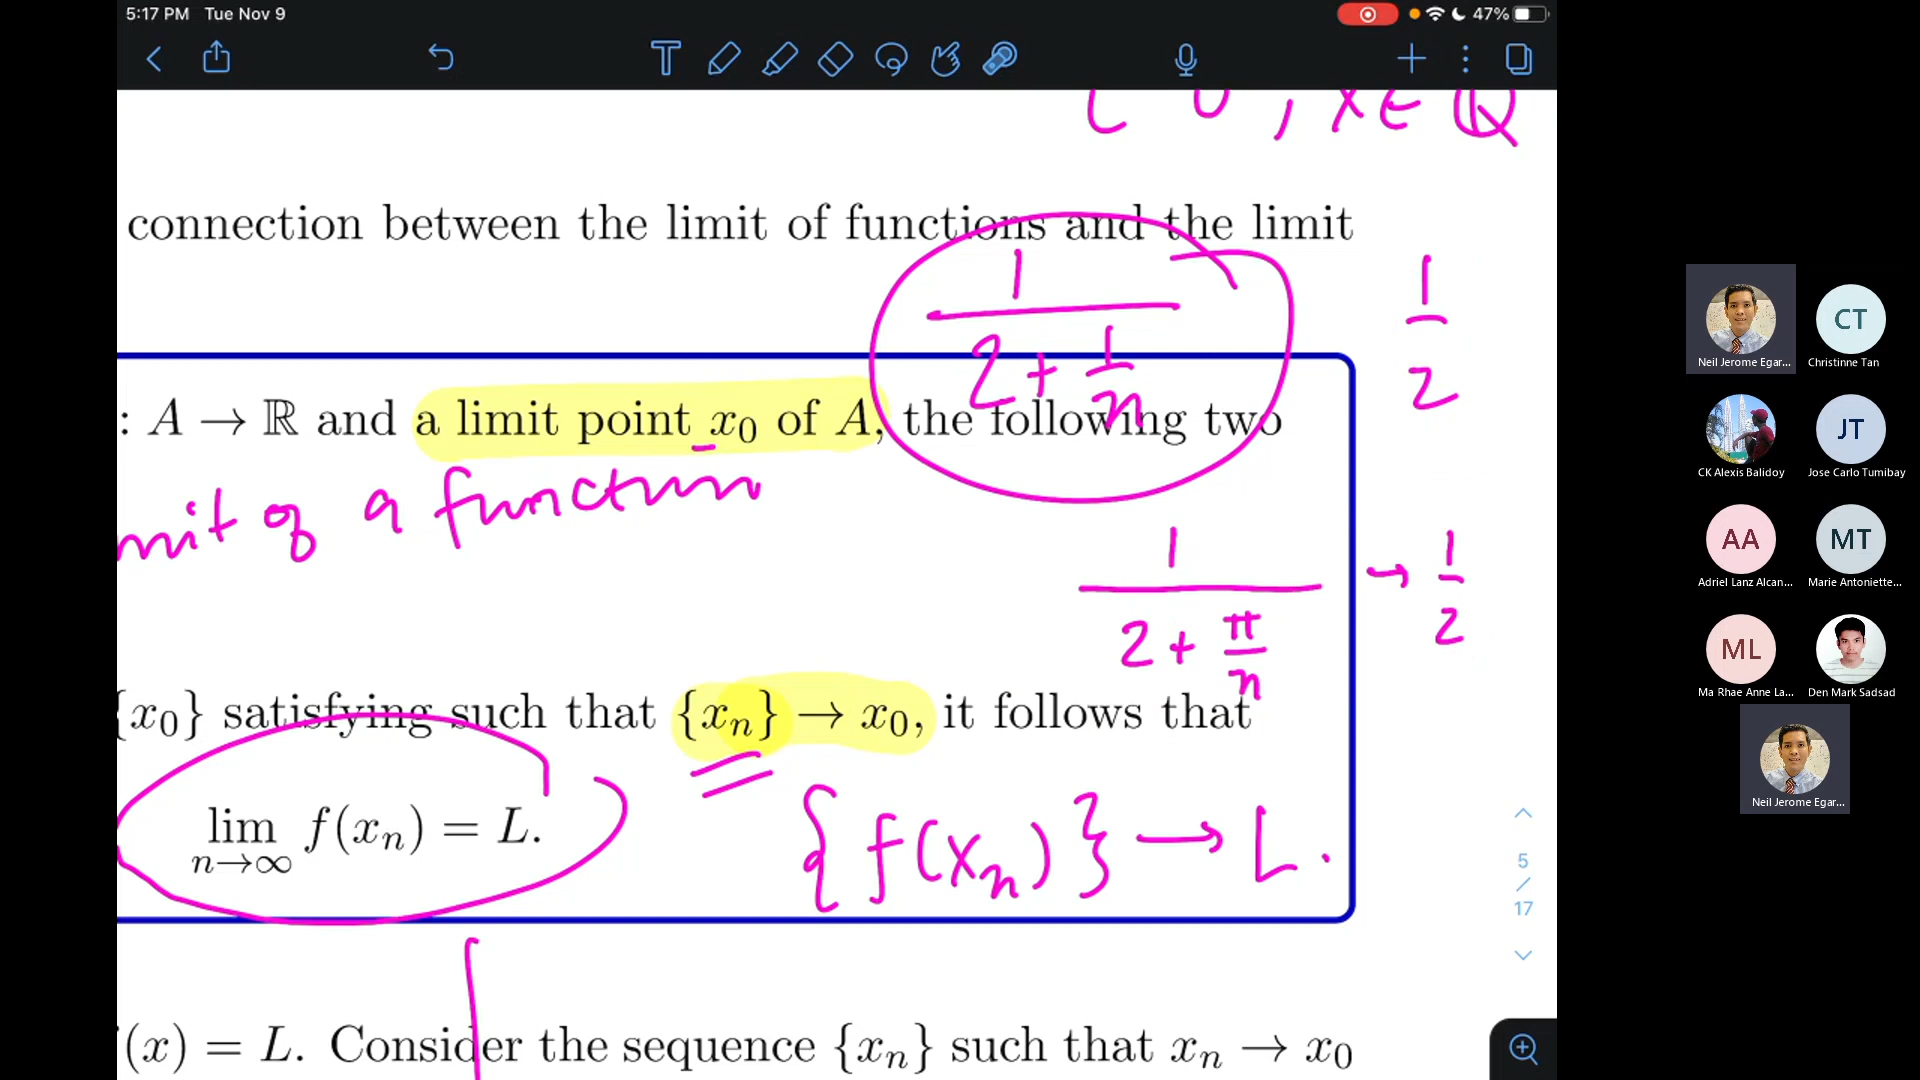 5:17 PM Tue Nov 9
47%
T
0 , x ∈ ℚ
connection between the limit of functions and the limit
1
2 + 1/n
1/2
: A → ℝ and a limit point x₀ of A, the following two
mit of a function
1
2 + π/n
→ 1/2
{x₀} satisfying such that {xₙ} → x₀, it follows that
lim f(xₙ) = L.
n→∞
{f(xₙ)} → L.
(x) = L. Consider the sequence {xₙ} such that xₙ → x₀
5
/
17
Neil Jerome Egar...
CT
Christinne Tan
CK Alexis Balidoy
JT
Jose Carlo Tumibay
AA
Adriel Lanz Alcan...
MT
Marie Antoniette...
ML
Ma Rhae Anne La...
Den Mark Sadsad
Neil Jerome Egar...